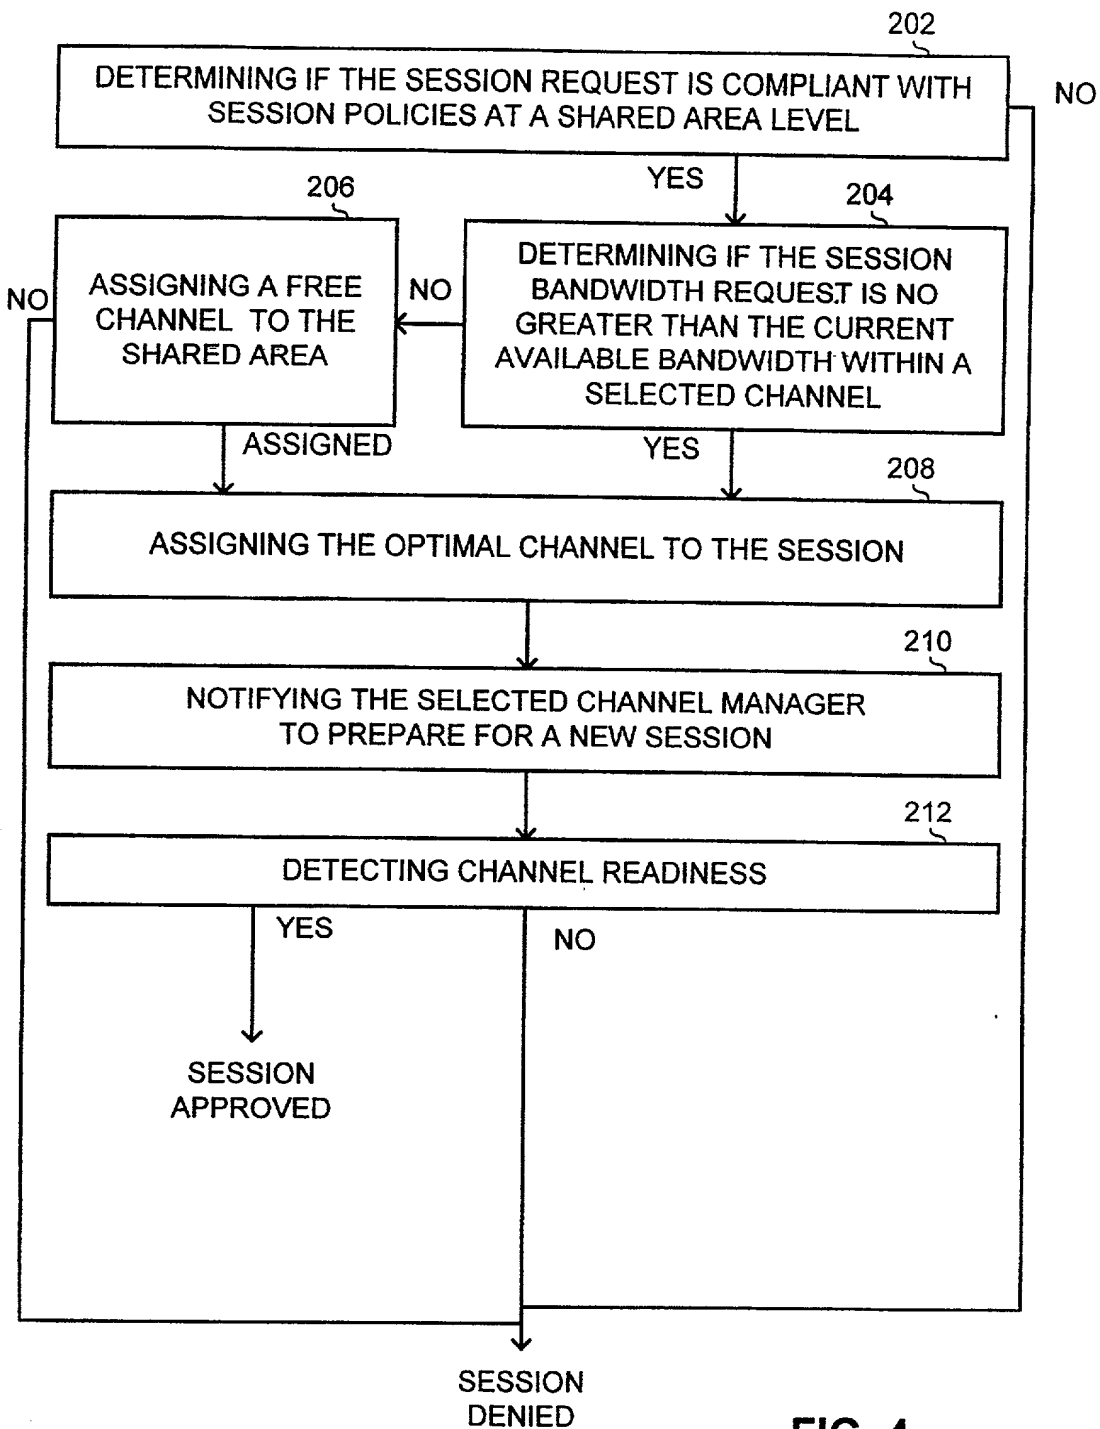 202
DETERMINING IF THE SESSION REQUEST IS COMPLIANT WITH
SESSION POLICIES AT A SHARED AREA LEVEL
NO
YES
206
204
NO
ASSIGNING A FREE
CHANNEL TO THE
SHARED AREA
NO
DETERMINING IF THE SESSION
BANDWIDTH REQUEST IS NO
GREATER THAN THE CURRENT
AVAILABLE BANDWIDTH WITHIN A
SELECTED CHANNEL
ASSIGNED
YES
208
ASSIGNING THE OPTIMAL CHANNEL TO THE SESSION
210
NOTIFYING THE SELECTED CHANNEL MANAGER
TO PREPARE FOR A NEW SESSION
212
DETECTING CHANNEL READINESS
YES
NO
SESSION
APPROVED
SESSION
DENIED